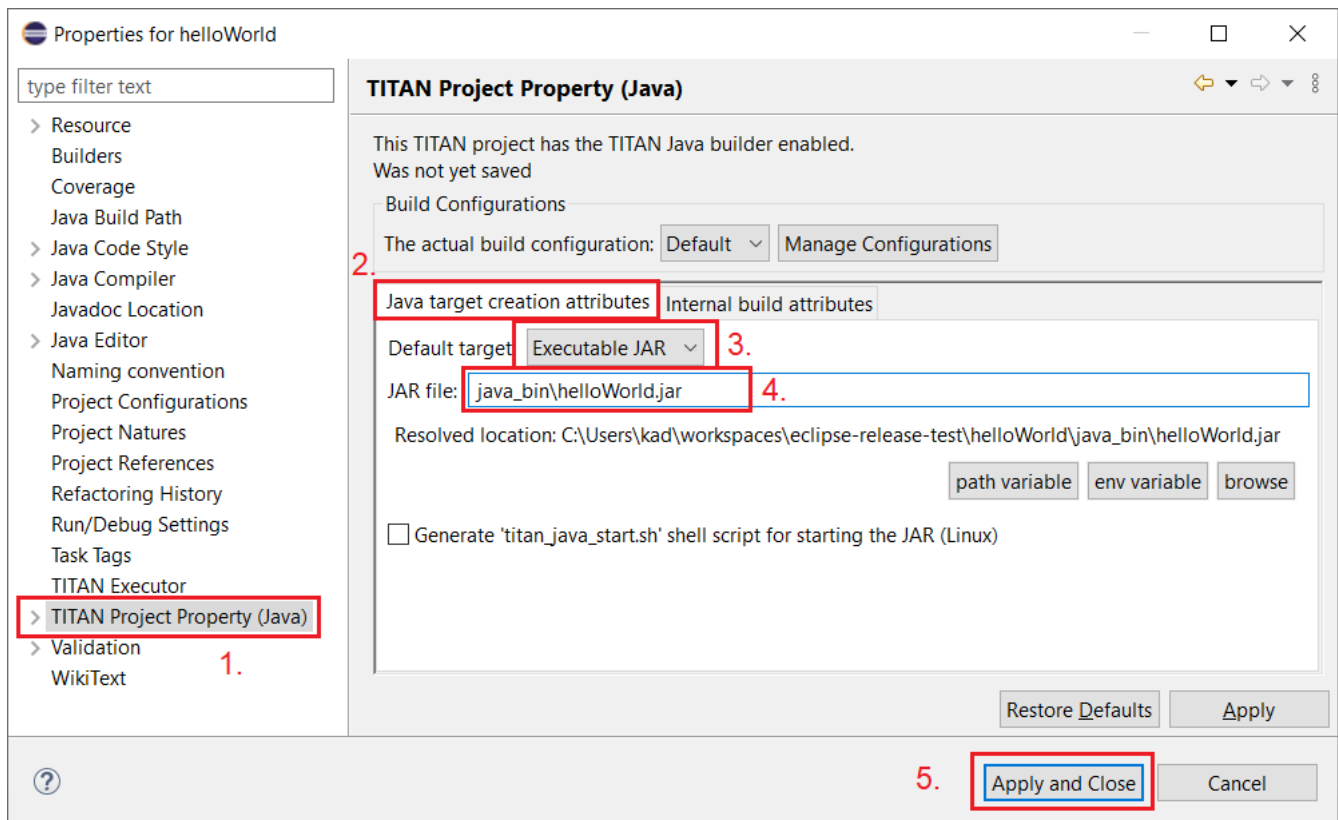 Properties for helloWorld
type filter text
Resource
Builders
Coverage
Java Build Path
Java Code Style
Java Compiler
Javadoc Location
Java Editor
Naming convention
Project Configurations
Project Natures
Project References
Refactoring History
Run/Debug Settings
Task Tags
TITAN Executor
TITAN Project Property (Java)
1.
Validation
WikiText
TITAN Project Property (Java)
This TITAN project has the TITAN Java builder enabled.
Was not yet saved
Build Configurations
The actual build configuration: Default Manage Configurations
2.
Java target creation attributes Internal build attributes
Default target Executable JAR 3.
JAR file: java_bin\helloWorld.jar 4.
Resolved location: C:\Users\kad\workspaces\eclipse-release-test\helloWorld\java_bin\helloWorld.jar
path variable env variable browse
Generate 'titan_java_start.sh' shell script for starting the JAR (Linux)
Restore Defaults Apply
? 5. Apply and Close Cancel